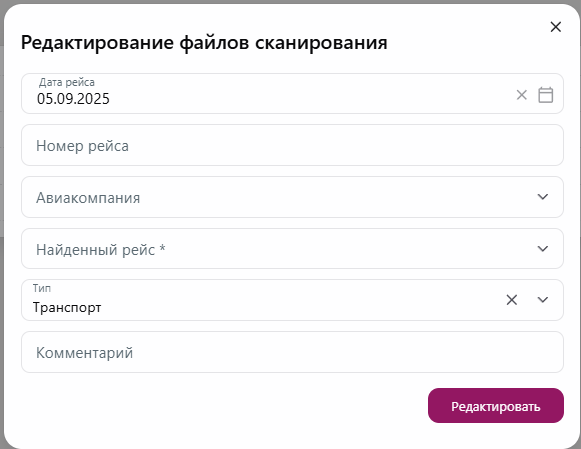 Редактирование файлов сканирования
Дата рейса
05.09.2025
Номер рейса
Авиакомпания
Найденный рейс *
Тип
Транспорт
Комментарий
Редактировать